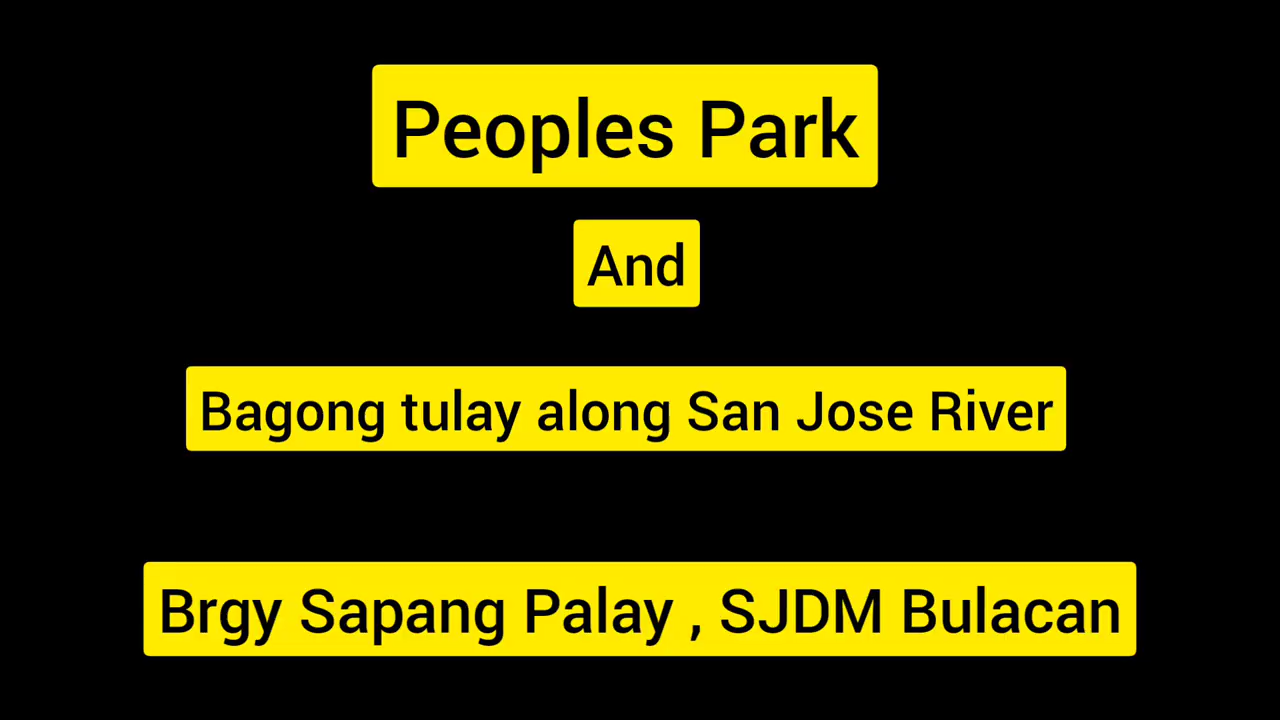 Peoples Park
And
Bagong tulay along San Jose River
Brgy Sapang Palay , SJDM Bulacan